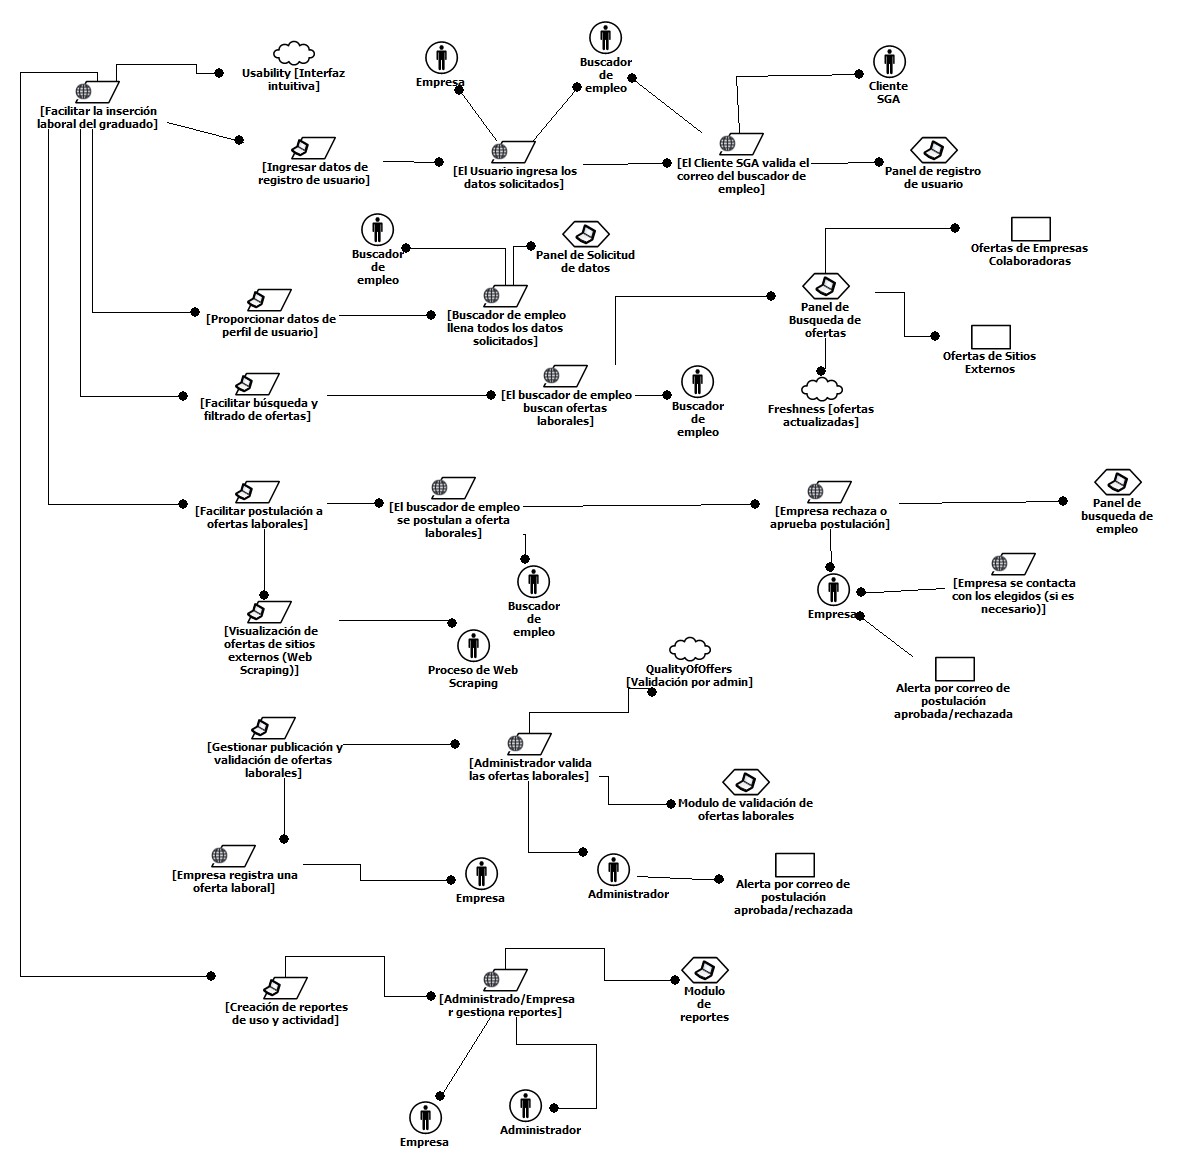 Usability [Interfaz
intuitiva]
Empresa
Buscador
de
empleo
Cliente
SGA
[Facilitar la inserción
laboral del graduado]
[Ingresar datos de
registro de usuario]
[El Usuario ingresa los
datos solicitados]
[El Cliente SGA valida el
correo del buscador de
empleo]
Panel de registro
de usuario
Buscador
de
empleo
Panel de Solicitud
de datos
Ofertas de Empresas
Colaboradoras
[Proporcionar datos de
perfil de usuario]
[Buscador de empleo
llena todos los datos
solicitados]
Panel de
Busqueda de
ofertas
Ofertas de Sitios
Externos
[Facilitar búsqueda y
filtrado de ofertas]
[El buscador de empleo
buscan ofertas
laborales]
Buscador
de
empleo
Freshness [ofertas
actualizadas]
[Facilitar postulación a
ofertas laborales]
[El buscador de empleo
se postulan a oferta
laborales]
[Empresa rechaza o
aprueba postulación]
Panel de
busqueda de
empleo
Buscador
de
empleo
Empresa
[Empresa se contacta
con los elegidos (si es
necesario)]
[Visualización de
ofertas de sitios
externos (Web
Scraping)]
Proceso de Web
Scraping
QualityOfOffers
[Validación por admin]
Alerta por correo de
postulación
aprobada/rechazada
[Gestionar publicación y
validación de ofertas
laborales]
[Administrador valida
las ofertas laborales]
Modulo de validación de
ofertas laborales
[Empresa registra una
oferta laboral]
Empresa
Administrador
Alerta por correo de
postulación
aprobada/rechazada
[Creación de reportes
de uso y actividad]
[Administrado/Empresa
r gestiona reportes]
Modulo
de
reportes
Empresa
Administrador